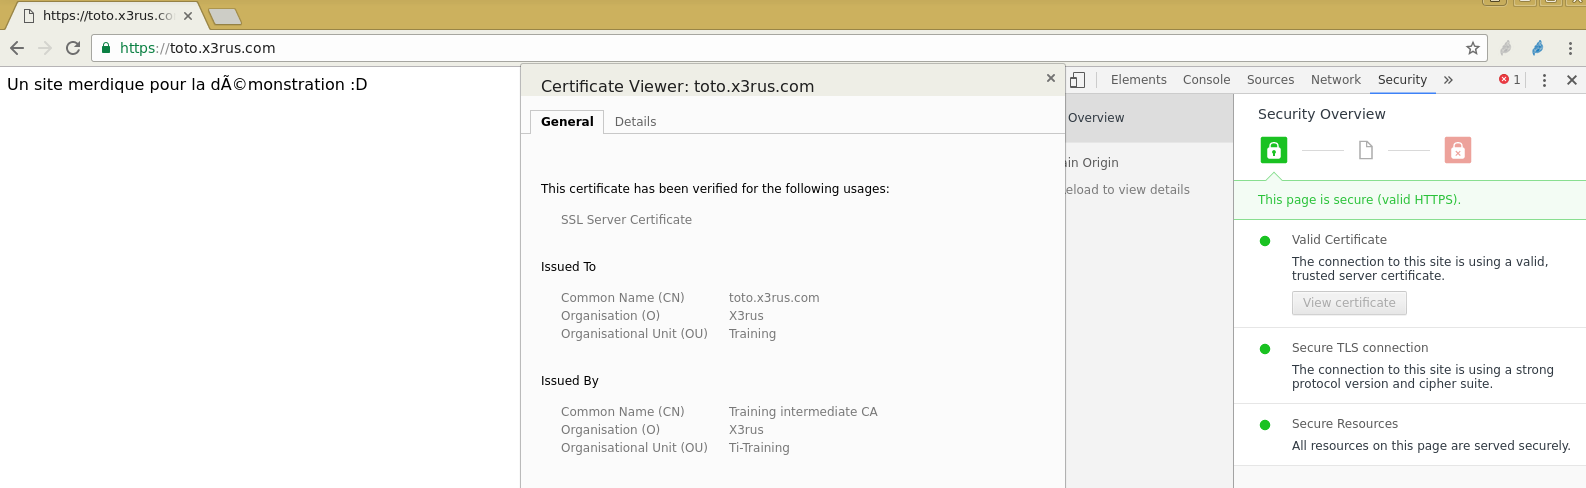 https://toto.x3rus.co
https://toto.x3rus.com
Un site merdique pour la dÃ©monstration :D
Certificate Viewer: toto.x3rus.com
General Details
This certificate has been verified for the following usages:
SSL Server Certificate
Issued To
Common Name (CN) toto.x3rus.com
Organisation (O) X3rus
Organisational Unit (OU) Training
Issued By
Common Name (CN) Training intermediate CA
Organisation (O) X3rus
Organisational Unit (OU) Ti-Training
Elements Console Sources Network Security » 1
Overview
in Origin
eload to view details
Security Overview
This page is secure (valid HTTPS).
Valid Certificate
The connection to this site is using a valid,
trusted server certificate.
View certificate
Secure TLS connection
The connection to this site is using a strong
protocol version and cipher suite.
Secure Resources
All resources on this page are served securely.